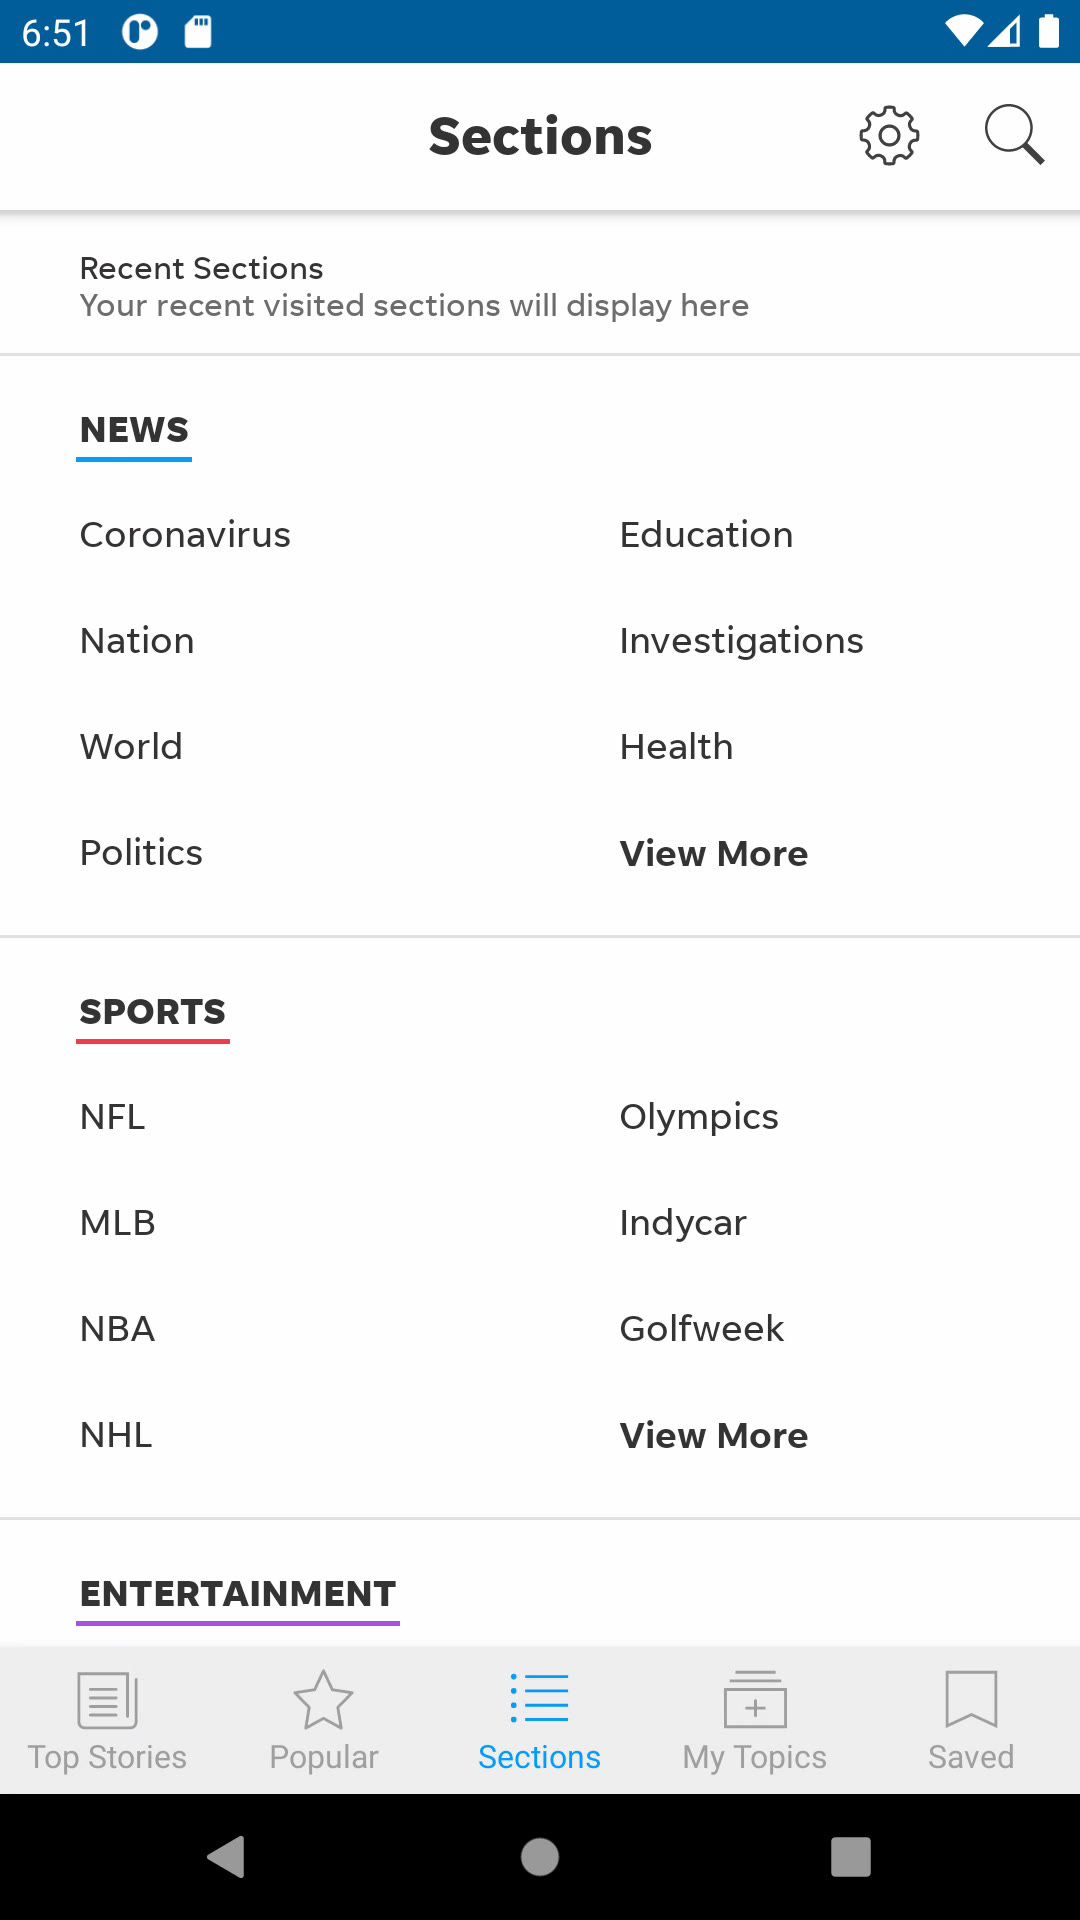 6:51
Sections
Recent Sections
Your recent visited sections will display here
NEWS
Coronavirus
Education
Nation
Investigations
World
Health
Politics
View More
SPORTS
NFL
Olympics
MLB
Indycar
NBA
Golfweek
NHL
View More
ENTERTAINMENT
Top Stories
Popular
Sections
My Topics
Saved